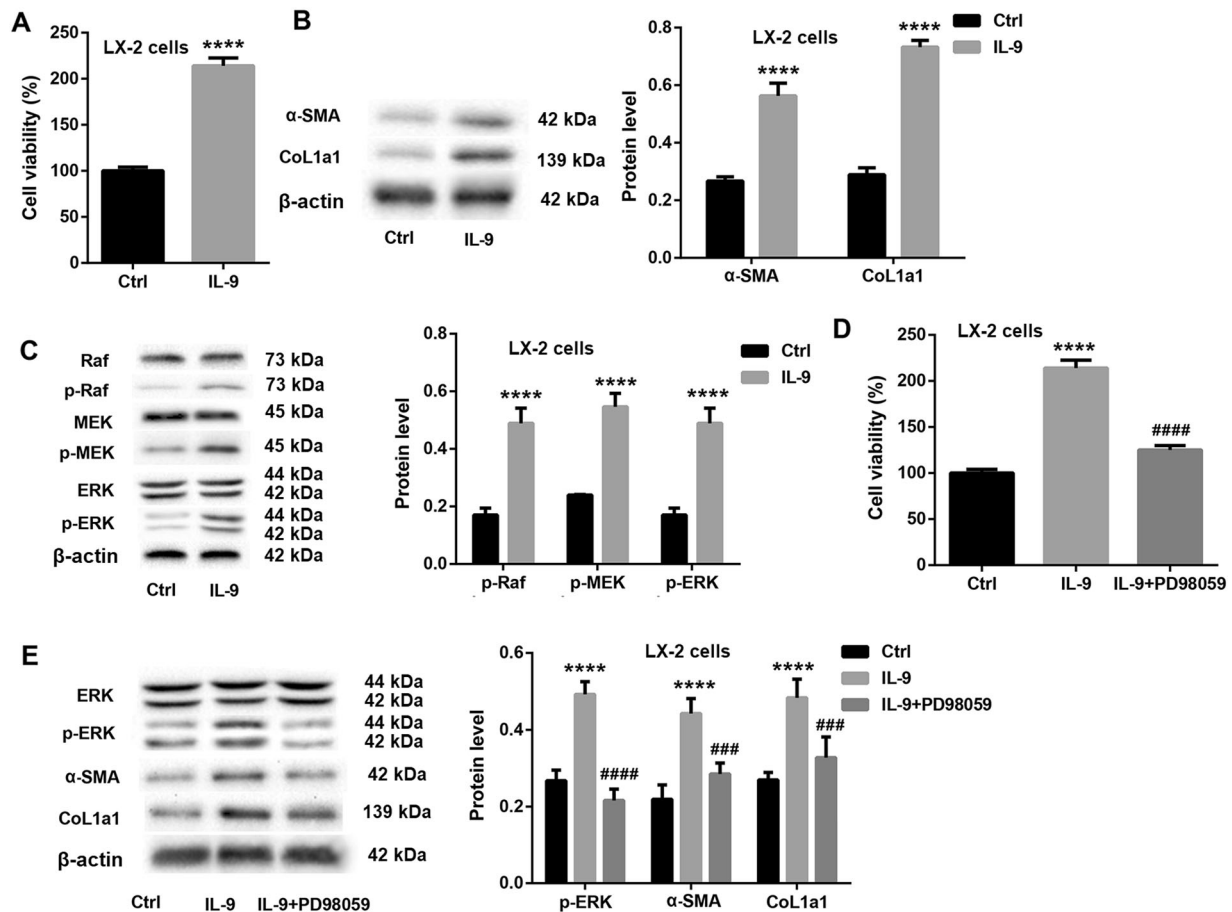 A
LX-2 cells
****
Cell viability (%)
250
200
150
100
50
0
Ctrl
IL-9
B
α-SMA
42 kDa
CoL1a1
139 kDa
β-actin
42 kDa
Ctrl
IL-9
LX-2 cells
Ctrl
IL-9
****
****
Protein level
0.8
0.6
0.4
0.2
0.0
α-SMA
CoL1a1
C
Raf
73 kDa
p-Raf
73 kDa
MEK
45 kDa
p-MEK
45 kDa
ERK
44 kDa
42 kDa
p-ERK
44 kDa
42 kDa
β-actin
42 kDa
Ctrl
IL-9
LX-2 cells
Ctrl
IL-9
****
****
****
Protein level
0.8
0.6
0.4
0.2
0.0
p-Raf
p-MEK
p-ERK
D
LX-2 cells
****
####
Cell viability (%)
250
200
150
100
50
0
Ctrl
IL-9
IL-9+PD98059
E
ERK
44 kDa
42 kDa
p-ERK
44 kDa
42 kDa
α-SMA
42 kDa
CoL1a1
139 kDa
β-actin
42 kDa
Ctrl
IL-9
IL-9+PD98059
LX-2 cells
Ctrl
IL-9
IL-9+PD98059
****
####
****
###
****
###
Protein level
0.6
0.4
0.2
0.0
p-ERK
α-SMA
CoL1a1